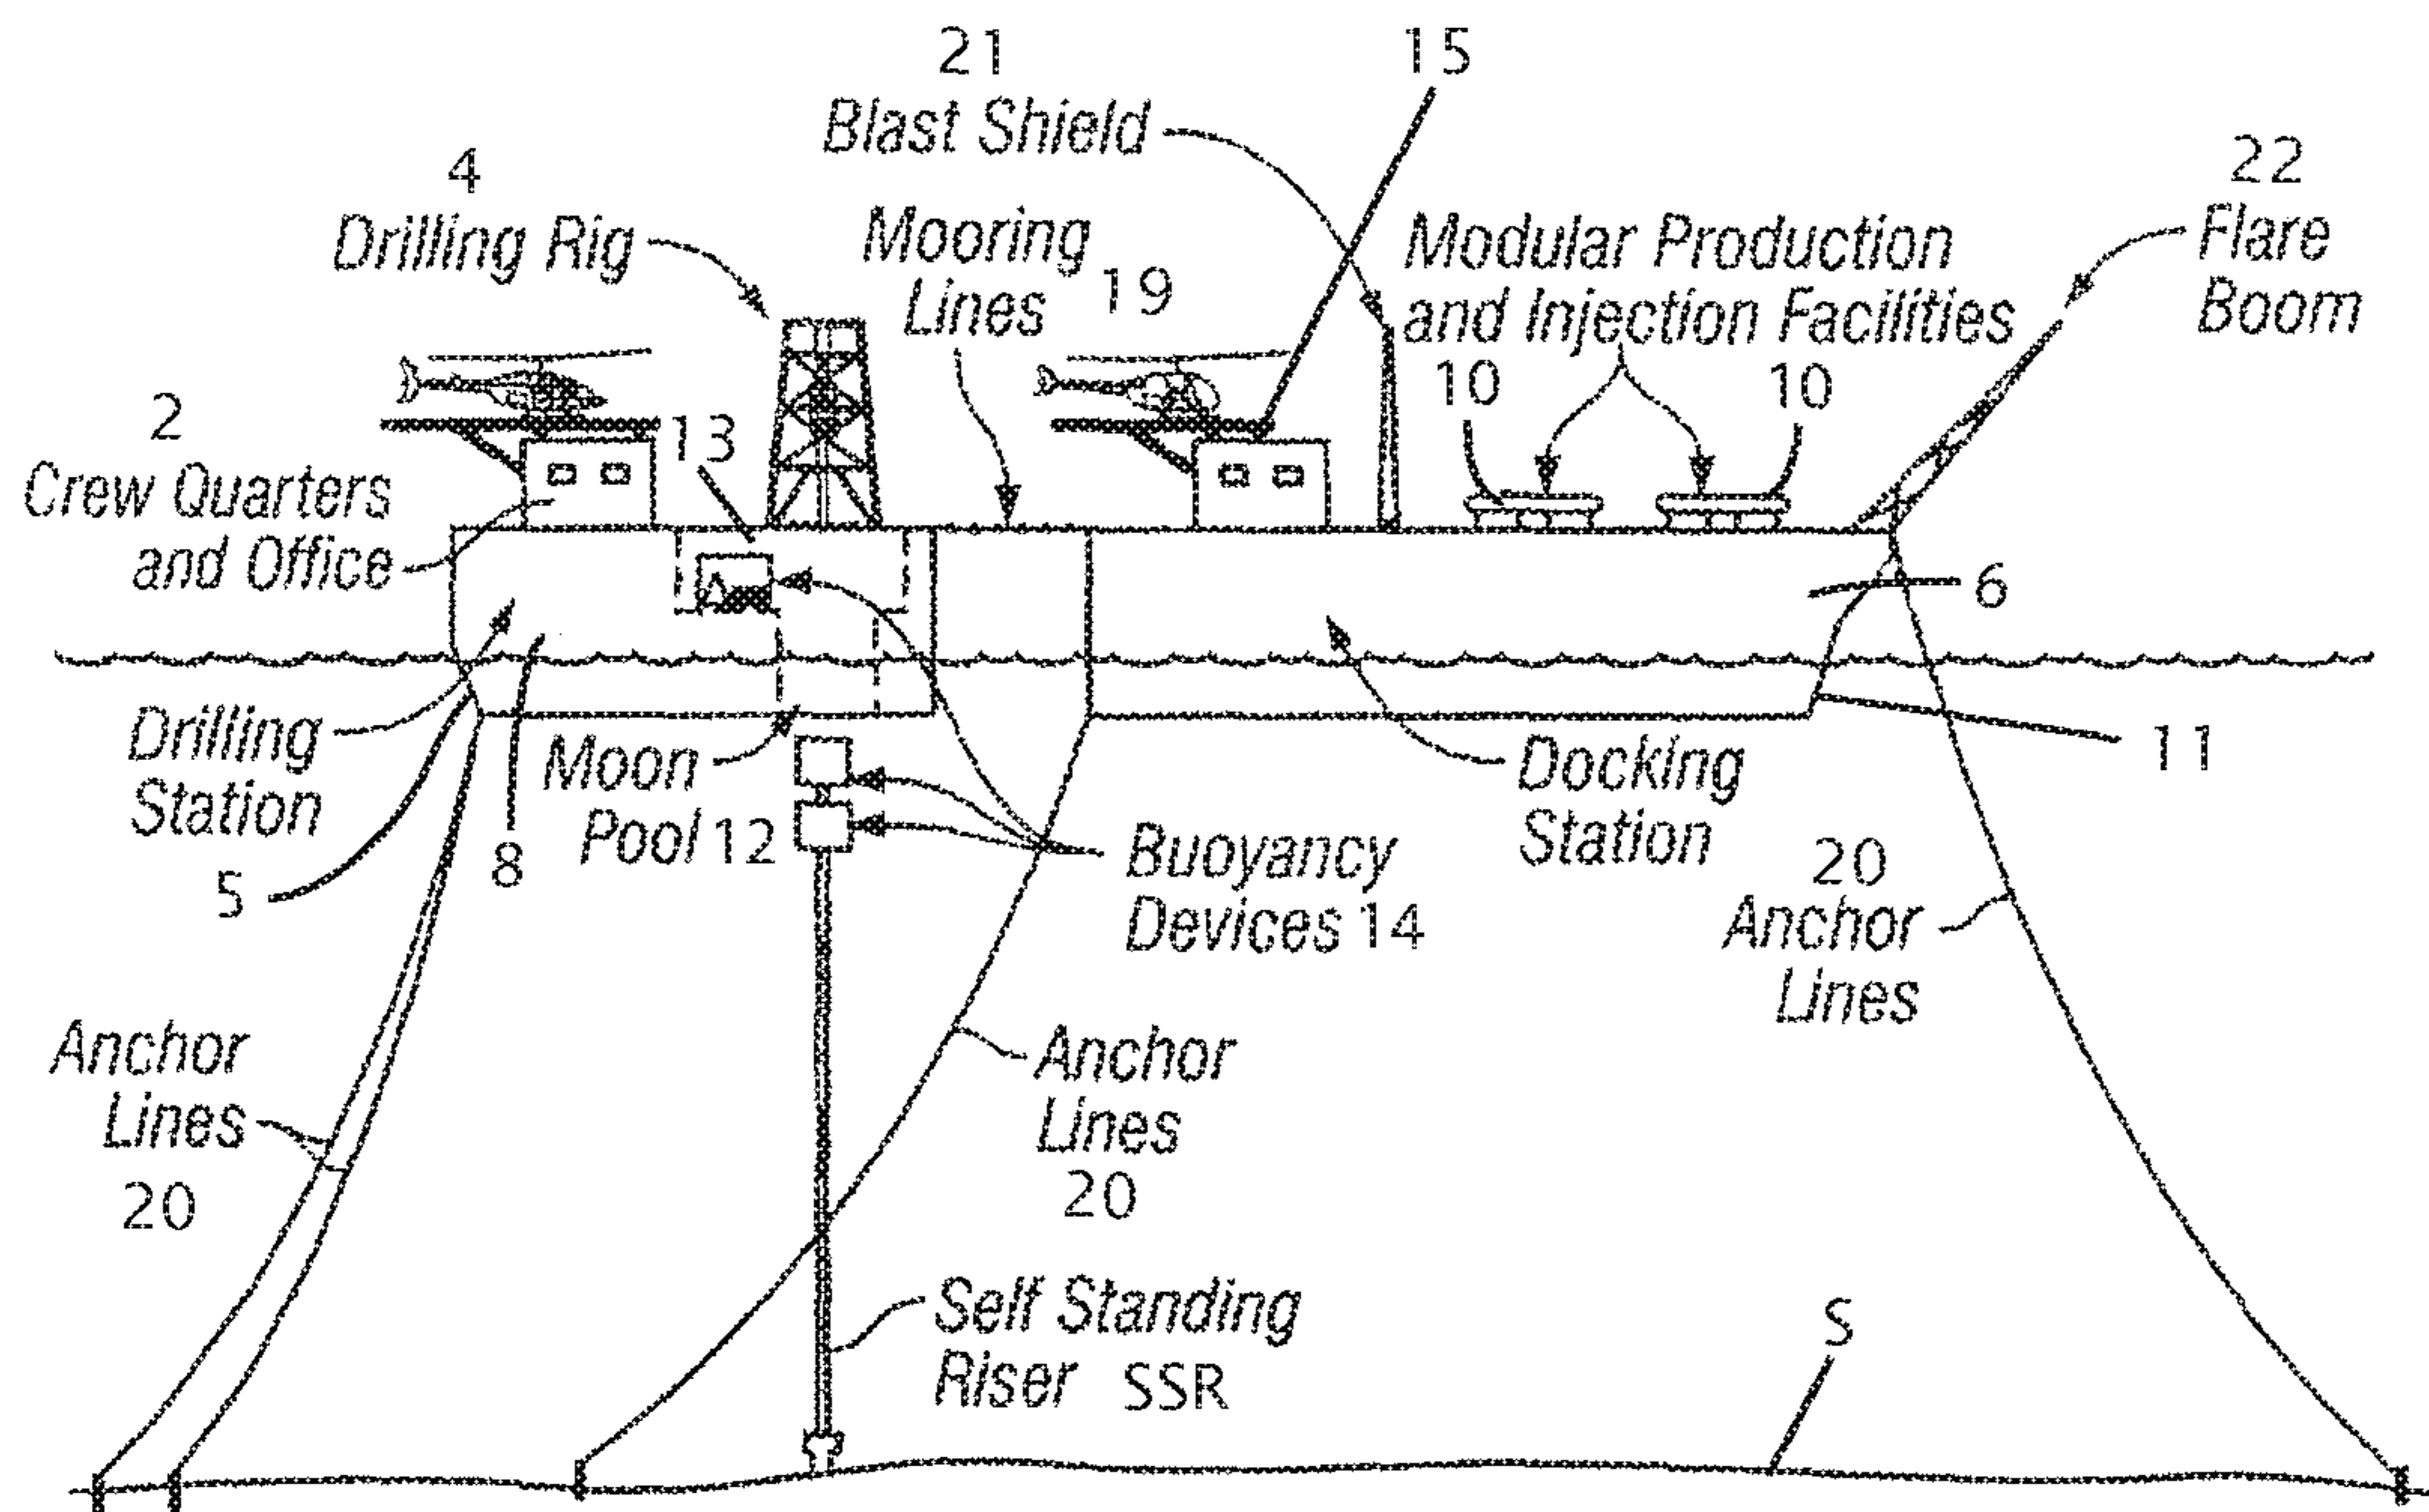 21
Blast Shield
15
4
Drilling Rig
Mooring
Lines
19
22
Flare
Boom
Modular Production
and Injection Facilities
10
10
2
Crew Quarters
and Office
13
6
Drilling
Station
5
8
Moon
Pool 12
Buoyancy
Devices 14
Docking
Station
11
20
Anchor
Lines
Anchor
Lines
20
Anchor
Lines
20
Self Standing
Riser SSR
S